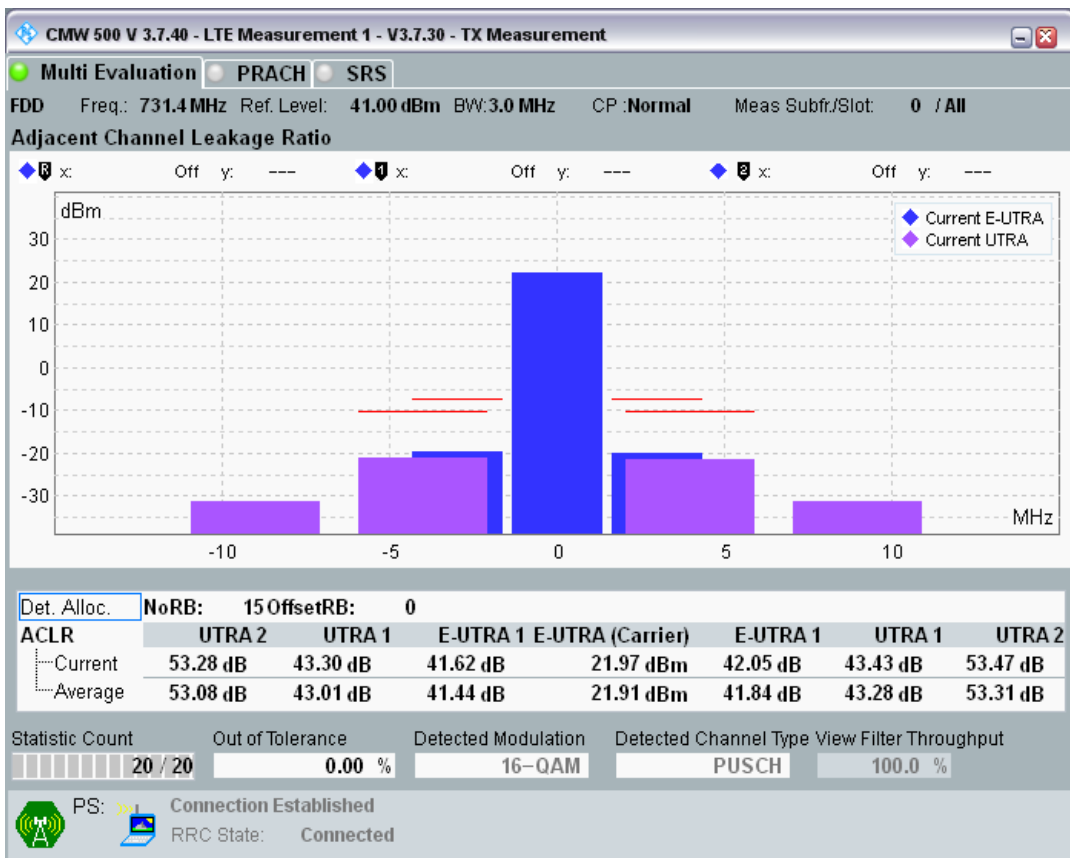 CMW 500 V 3.7.40 - LTE Measurement 1 - V3.7.30 - TX Measurement
Multi Evaluation PRACH SRS
FDD Freq.: 731.4 MHz Ref. Level: 41.00 dBm BW: 3.0 MHz CP :Normal Meas Subfr./Slot: 0 / All
Adjacent Channel Leakage Ratio
R x: Off y: --- 1 x: Off y: --- 2 x: Off y: ---
dBm
Current E-UTRA
Current UTRA
30
20
10
0
-10
-20
-30
MHz
-10 -5 0 5 10
Det. Alloc. NoRB: 15 OffsetRB: 0
ACLR UTRA 2 UTRA 1 E-UTRA 1 E-UTRA (Carrier) E-UTRA 1 UTRA 1 UTRA 2
Current 53.28 dB 43.30 dB 41.62 dB 21.97 dBm 42.05 dB 43.43 dB 53.47 dB
Average 53.08 dB 43.01 dB 41.44 dB 21.91 dBm 41.84 dB 43.28 dB 53.31 dB
Statistic Count Out of Tolerance Detected Modulation Detected Channel Type View Filter Throughput
20 / 20 0.00 % 16-QAM PUSCH 100.0 %
PS: Connection Established
RRC State: Connected